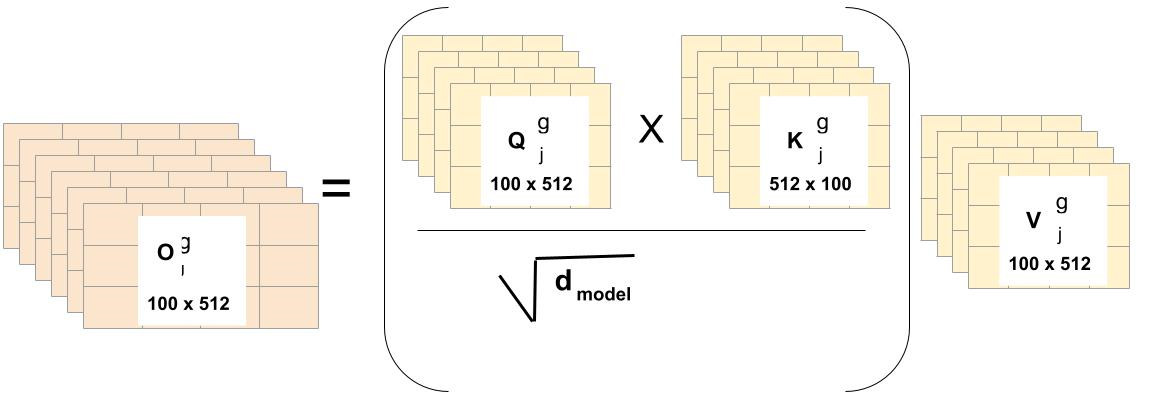 O g
j
100 x 512
=
Q g
j
100 x 512
X
K g
j
512 x 100
√ d model
V g
j
100 x 512